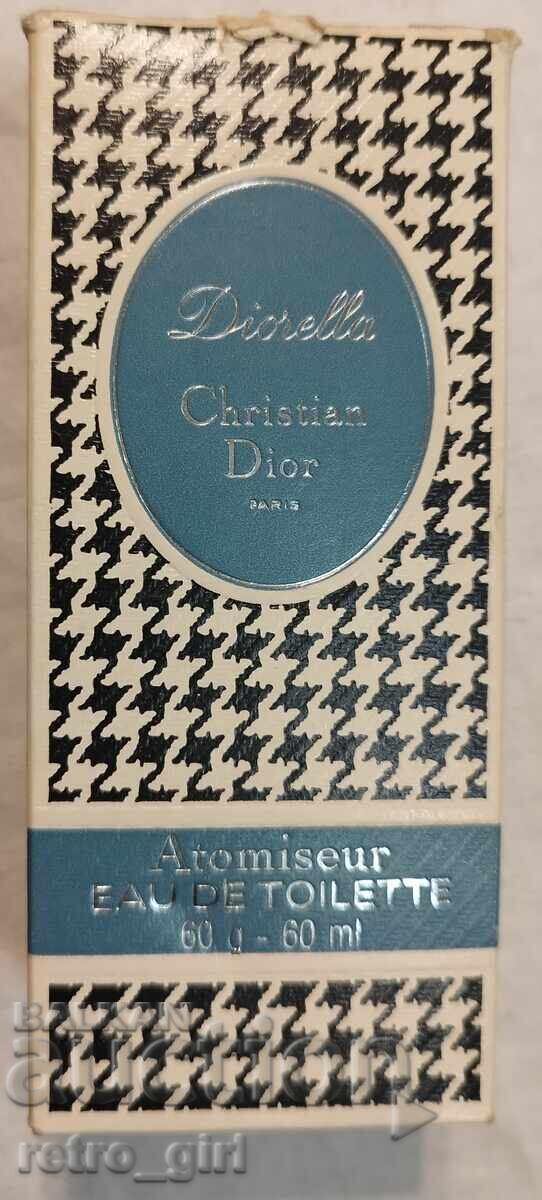 Diorella
Christian
Dior
PARIS
Atomiseur
EAU DE TOILETTE
60 g - 60 ml
BALKAN
auction
retro_girl